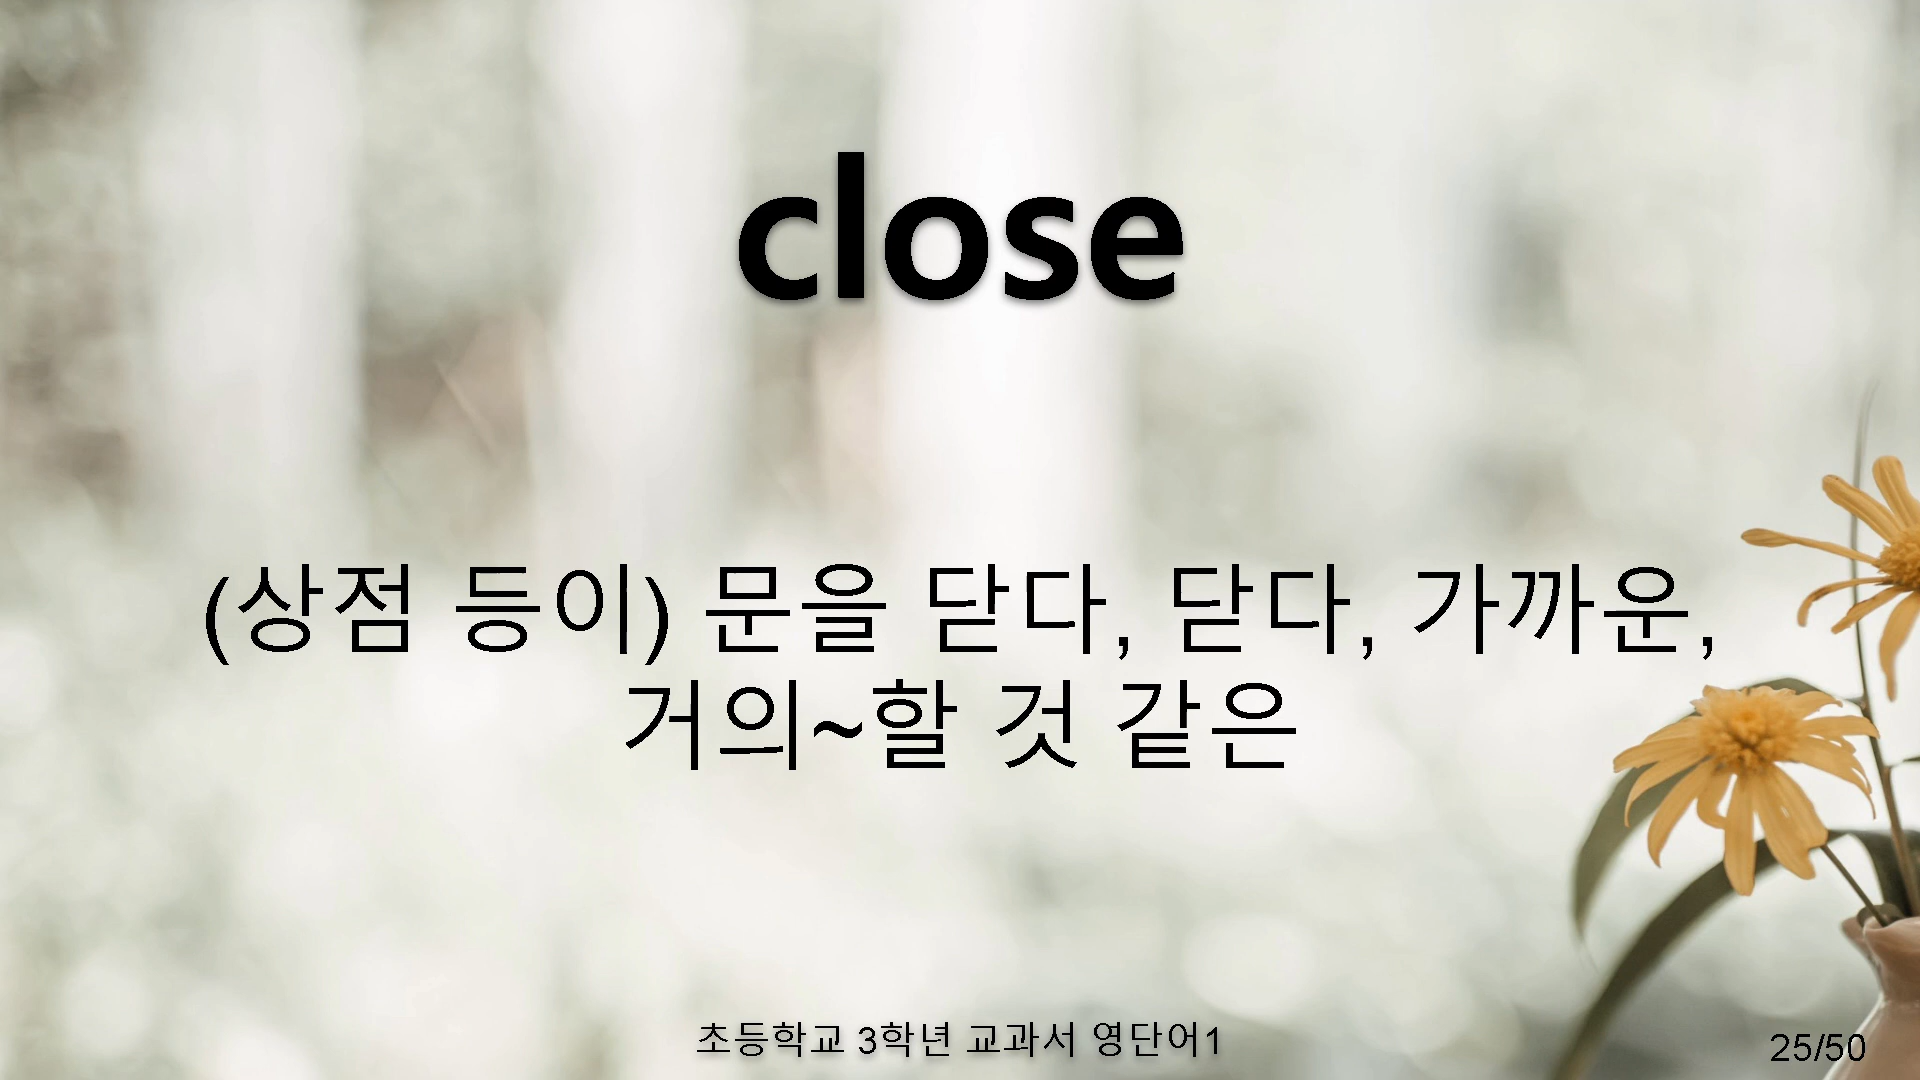 close
(상점 등이) 문을 닫다, 닫다, 가까운,
거의~할 것 같은
초등학교 3학년 교과서 영단어1
25/50